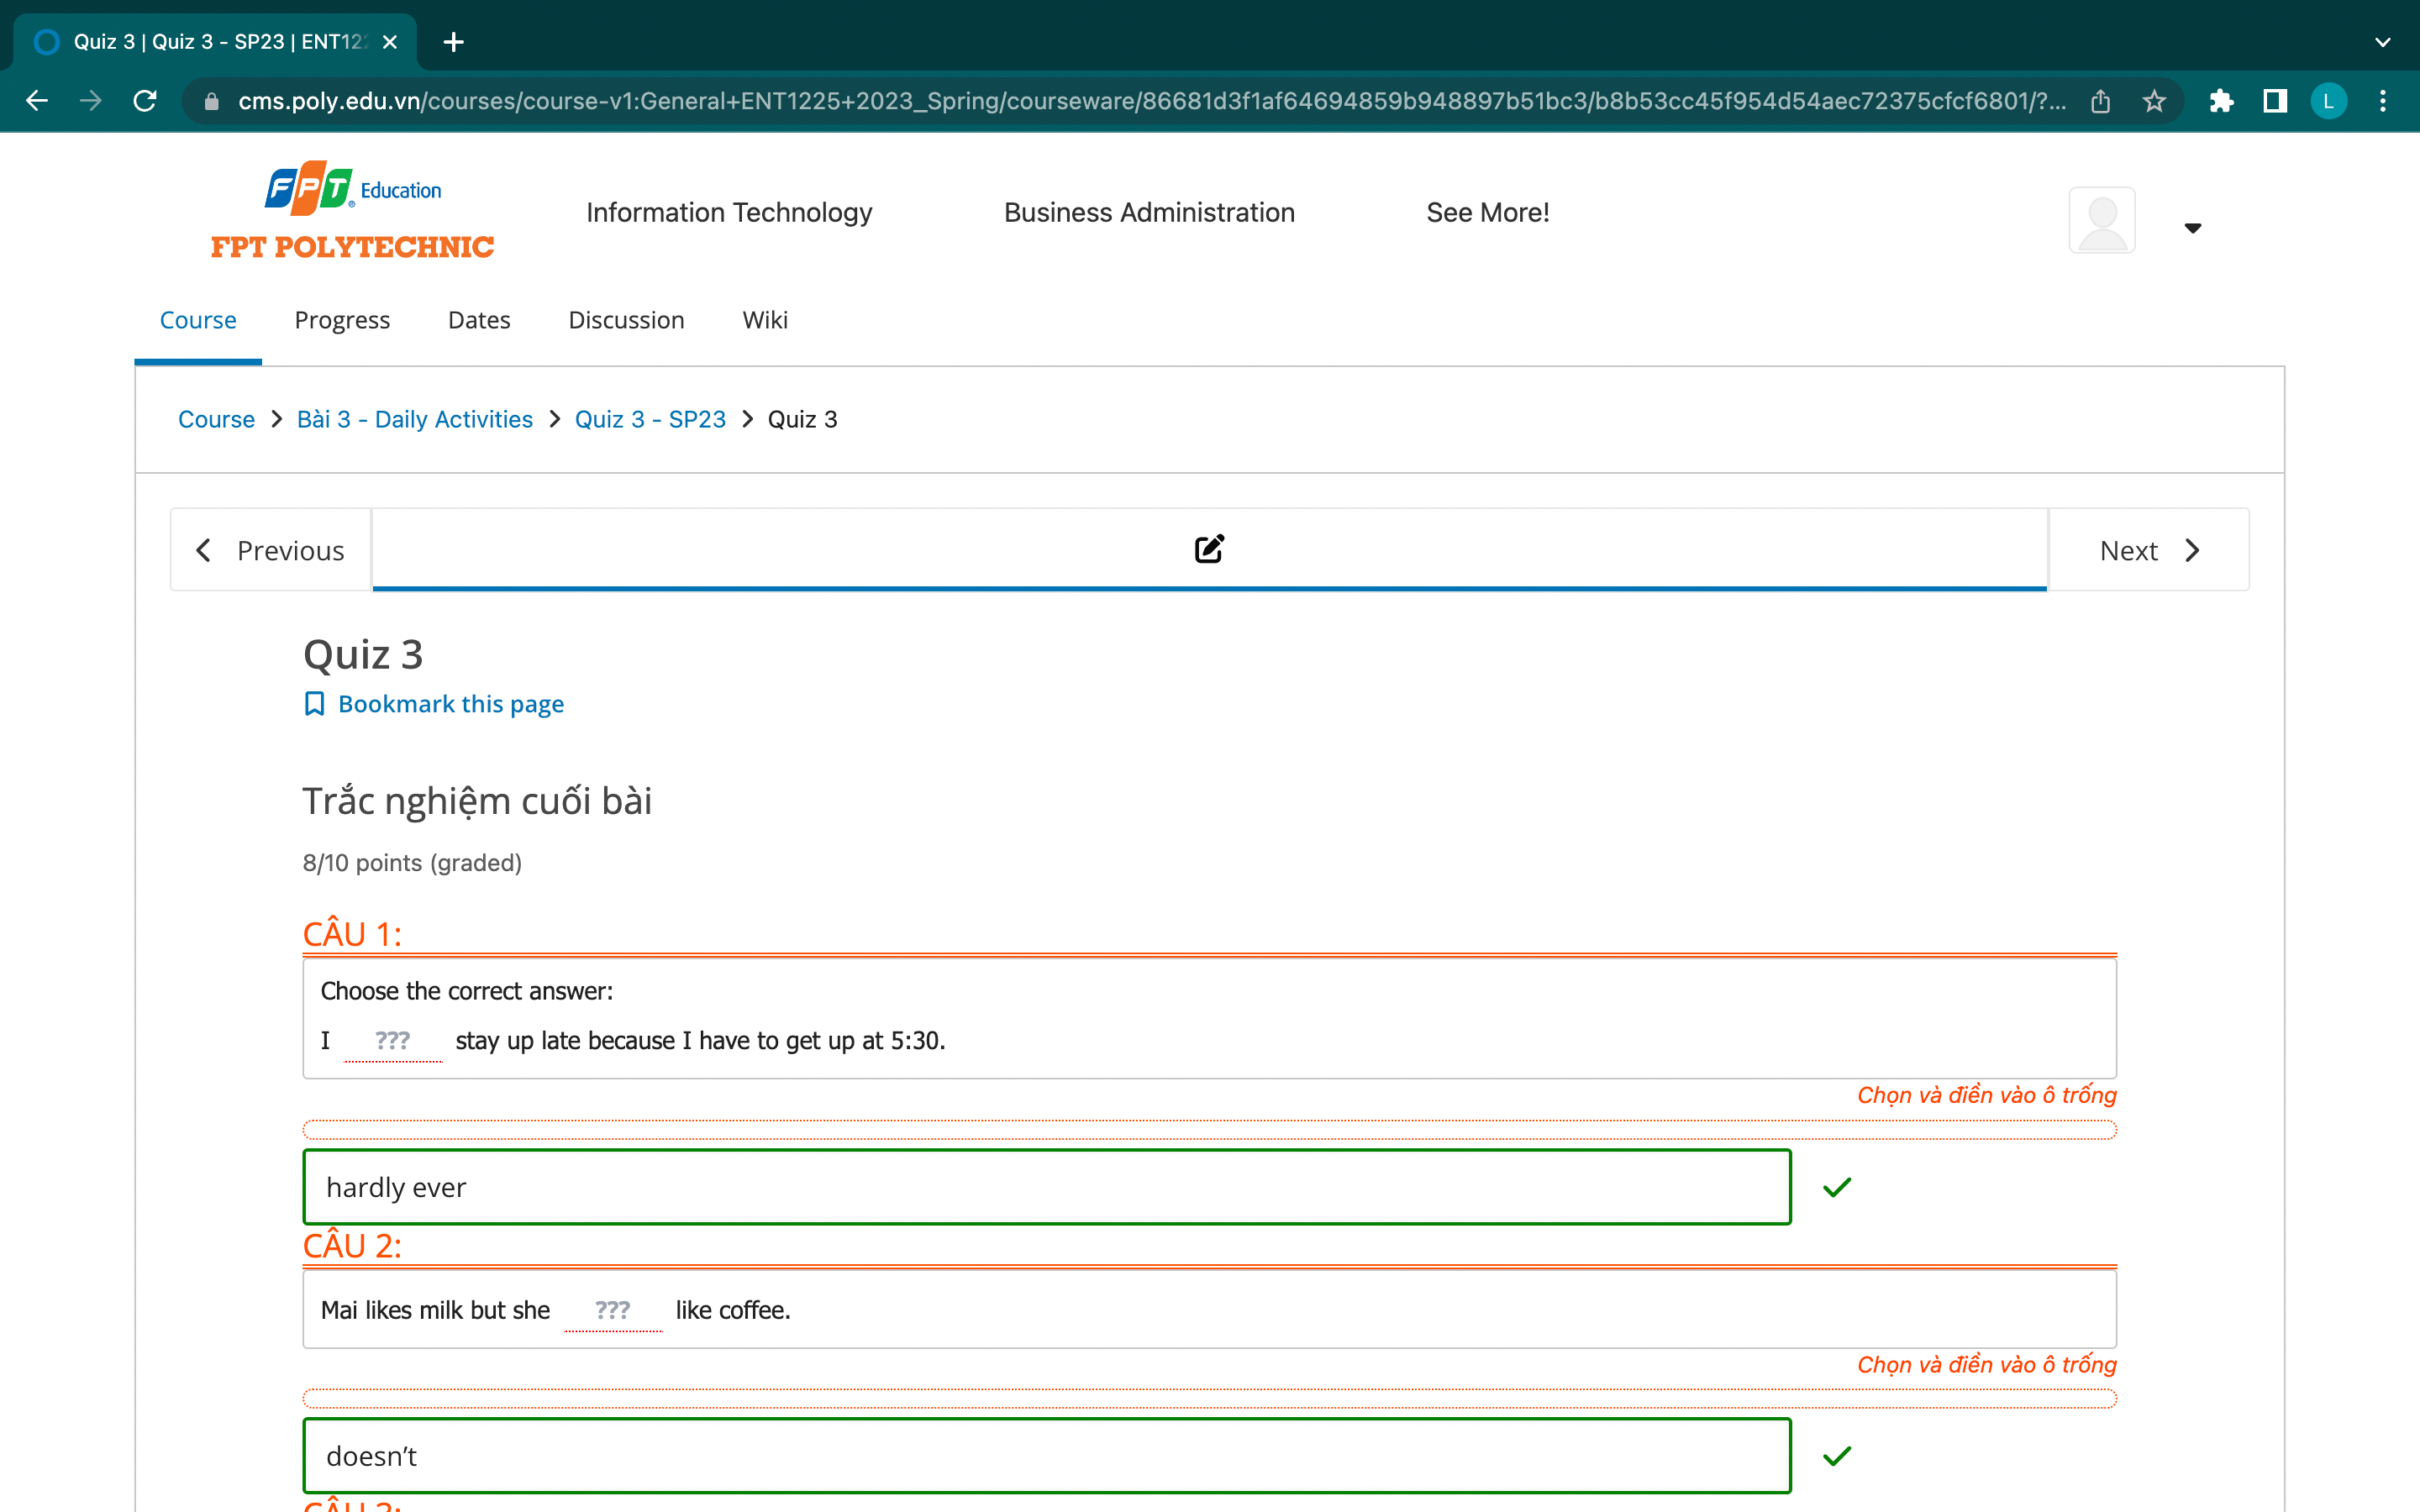 Quiz 3 | Quiz 3 - SP23 | ENT122
cms.poly.edu.vn/courses/course-v1:General+ENT1225+2023_Spring/courseware/86681d3f1af64694859b948897b51bc3/b8b53cc45f954d54aec72375cfcf6801/?...
L
FPT Education
FPT POLYTECHNIC
Information Technology
Business Administration
See More!
Course
Progress
Dates
Discussion
Wiki
Course > Bài 3 - Daily Activities > Quiz 3 - SP23 > Quiz 3
Previous
Next
Quiz 3
Bookmark this page
Trắc nghiệm cuối bài
8/10 points (graded)
CÂU 1:
Choose the correct answer:
I ??? stay up late because I have to get up at 5:30.
Chọn và điền vào ô trống
hardly ever
CÂU 2:
Mai likes milk but she ??? like coffee.
Chọn và điền vào ô trống
doesn't
CÂU 3: